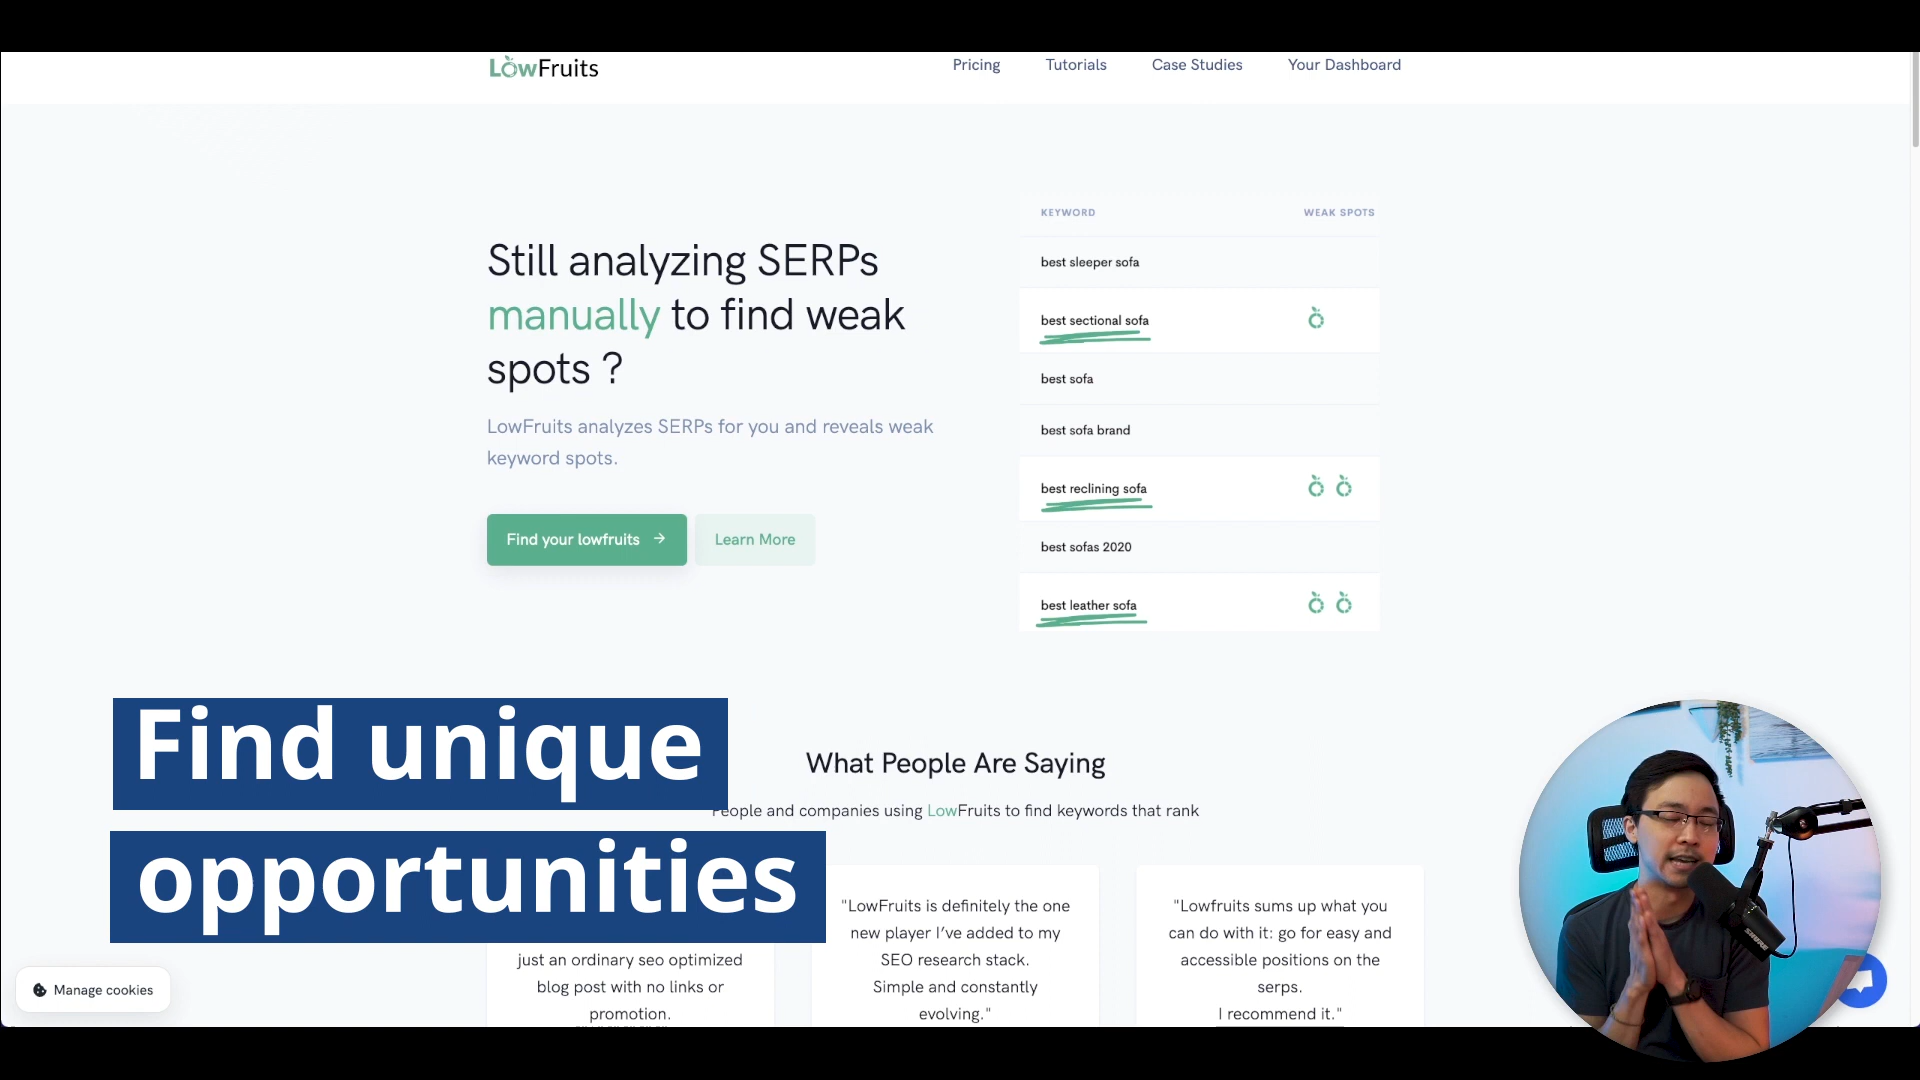 LowFruits
Pricing
Tutorials
Case Studies
Your Dashboard
Still analyzing SERPs
manually to find weak
spots ?
LowFruits analyzes SERPs for you and reveals weak
keyword spots.
Find your lowfruits →
Learn More
KEYWORD
WEAK SPOTS
best sleeper sofa
best sectional sofa
best sofa
best sofa brand
best reclining sofa
best sofas 2020
best leather sofa
Find unique
opportunities
What People Are Saying
People and companies using LowFruits to find keywords that rank
just an ordinary seo optimized
blog post with no links or
promotion.
"LowFruits is definitely the one
new player I’ve added to my
SEO research stack.
Simple and constantly
evolving."
"Lowfruits sums up what you
can do with it: go for easy and
accessible positions on the
serps.
I recommend it."
Manage cookies
SHURE